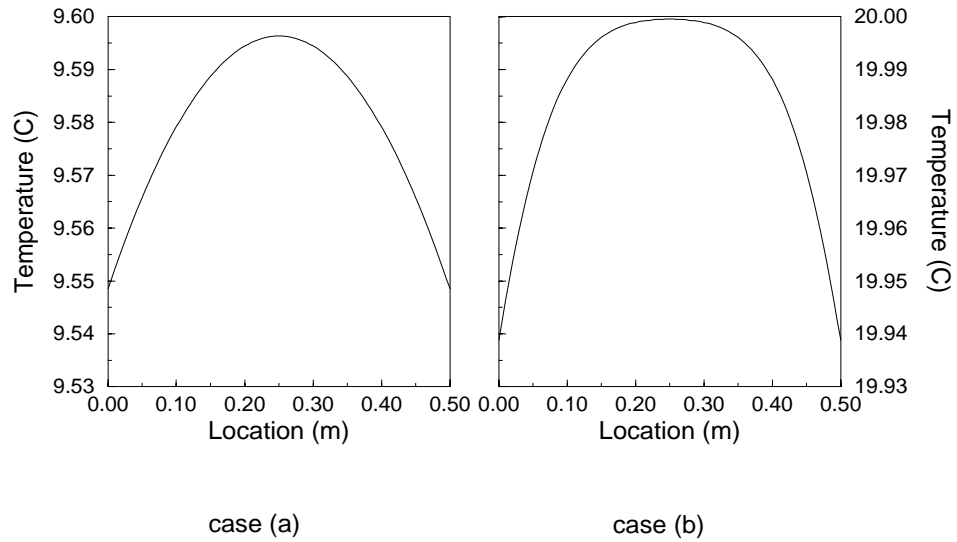 Temperature (C)
9.60
9.59
9.58
9.57
9.56
9.55
9.54
9.53
0.00 0.10 0.20 0.30 0.40 0.50
Location (m)
case (a)
20.00
19.99
19.98
19.97
19.96
19.95
19.94
19.93
Temperature (C)
0.00 0.10 0.20 0.30 0.40 0.50
Location (m)
case (b)